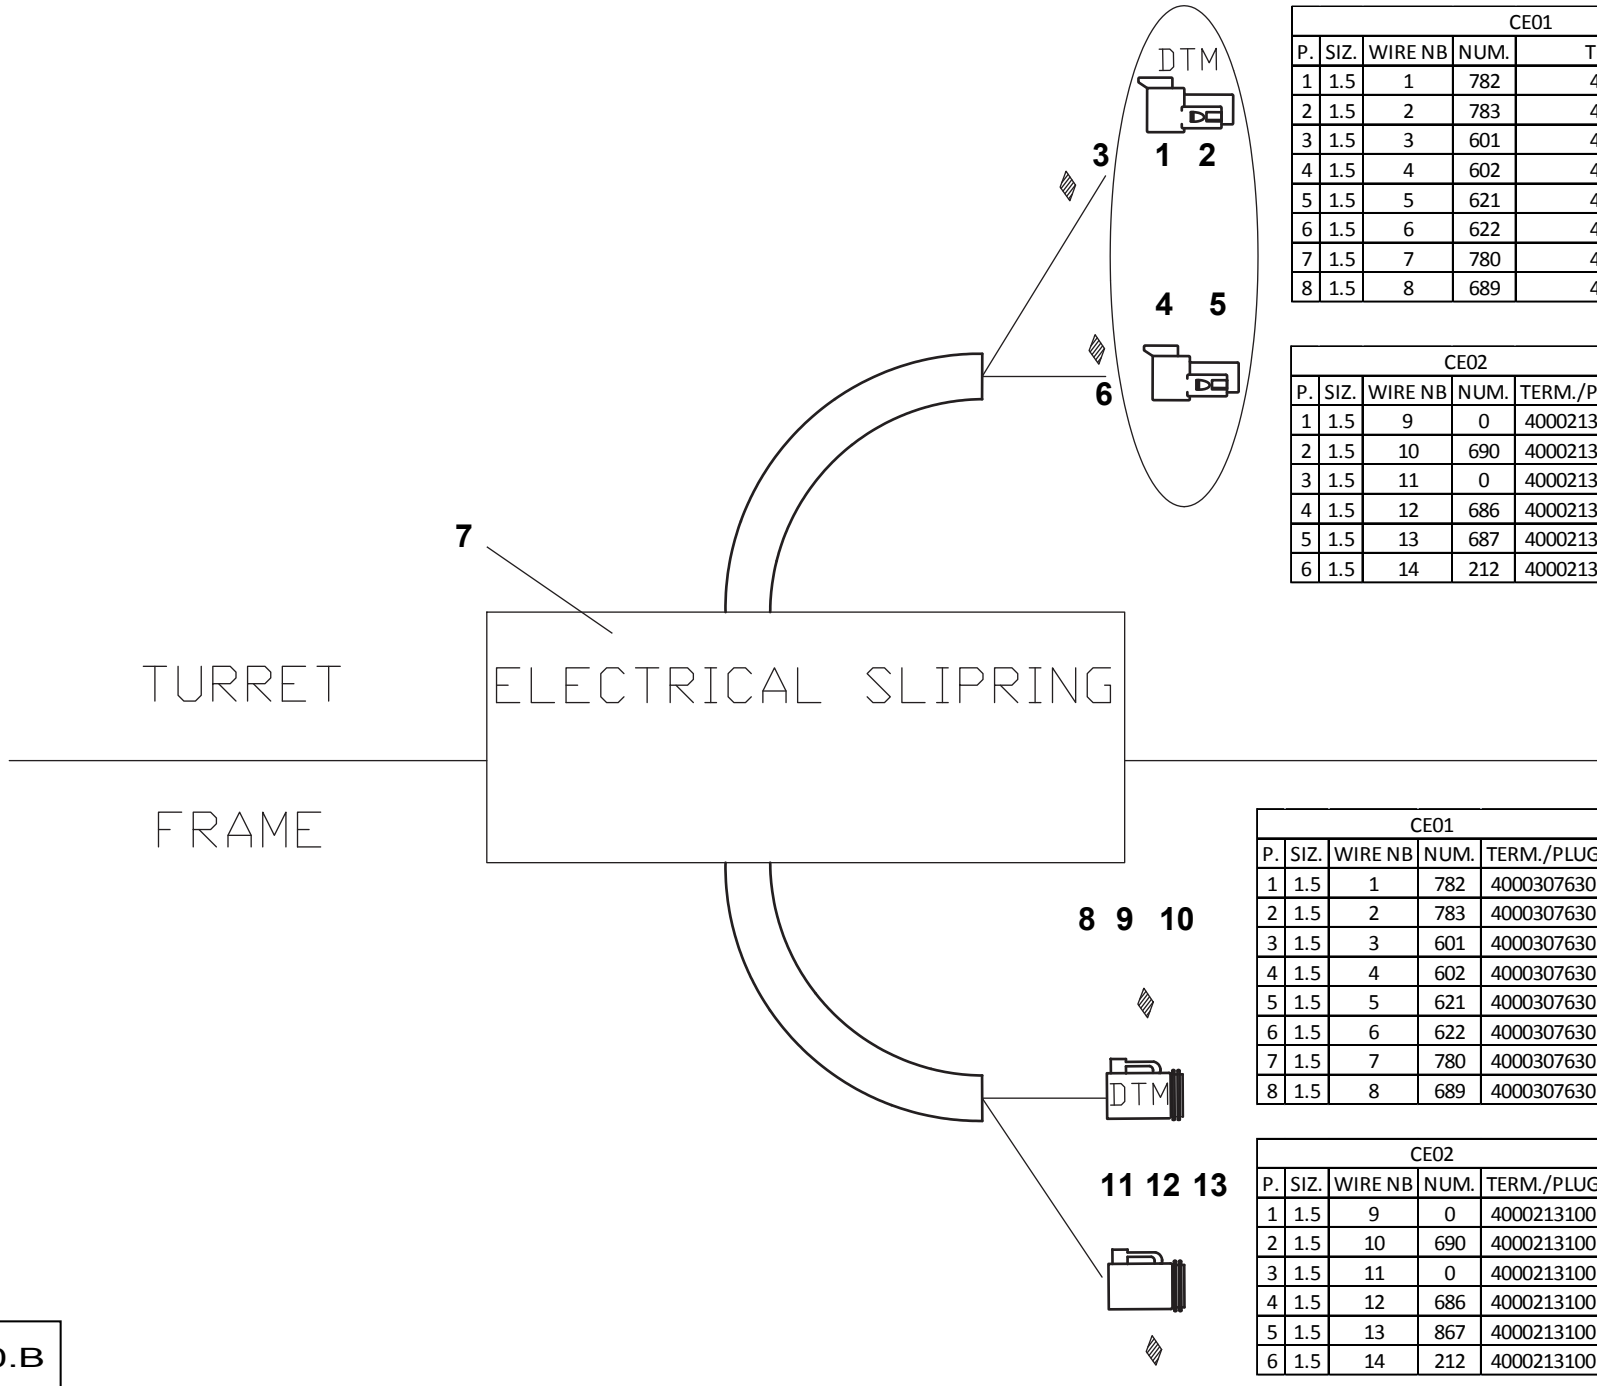 DTM
1 2
3
4 5
6
CE01
P. SIZ. WIRE NB NUM. T
1 1.5 1 782 4
2 1.5 2 783 4
3 1.5 3 601 4
4 1.5 4 602 4
5 1.5 5 621 4
6 1.5 6 622 4
7 1.5 7 780 4
8 1.5 8 689 4
CE02
P. SIZ. WIRE NB NUM. TERM./P
1 1.5 9 0 4000213
2 1.5 10 690 4000213
3 1.5 11 0 4000213
4 1.5 12 686 4000213
5 1.5 13 687 4000213
6 1.5 14 212 4000213
7
TURRET
ELECTRICAL SLIPRING
FRAME
8 9 10
DTM
11 12 13
CE01
P. SIZ. WIRE NB NUM. TERM./PLUG
1 1.5 1 782 4000307630
2 1.5 2 783 4000307630
3 1.5 3 601 4000307630
4 1.5 4 602 4000307630
5 1.5 5 621 4000307630
6 1.5 6 622 4000307630
7 1.5 7 780 4000307630
8 1.5 8 689 4000307630
CE02
P. SIZ. WIRE NB NUM. TERM./PLUG
1 1.5 9 0 4000213100
2 1.5 10 690 4000213100
3 1.5 11 0 4000213100
4 1.5 12 686 4000213100
5 1.5 13 867 4000213100
6 1.5 14 212 4000213100
.B